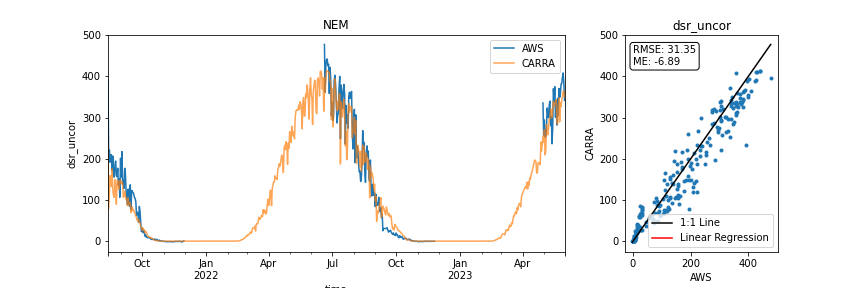 NEM
dsr_uncor
500
400
300
200
100
0
dsr_uncor
AWS
CARRA
Oct
Jan
2022
Apr
Jul
Oct
Jan
2023
Apr
time
dsr_uncor
RMSE: 31.35
ME: -6.89
500
400
300
200
100
0
CARRA
1:1 Line
Linear Regression
0
200
400
AWS